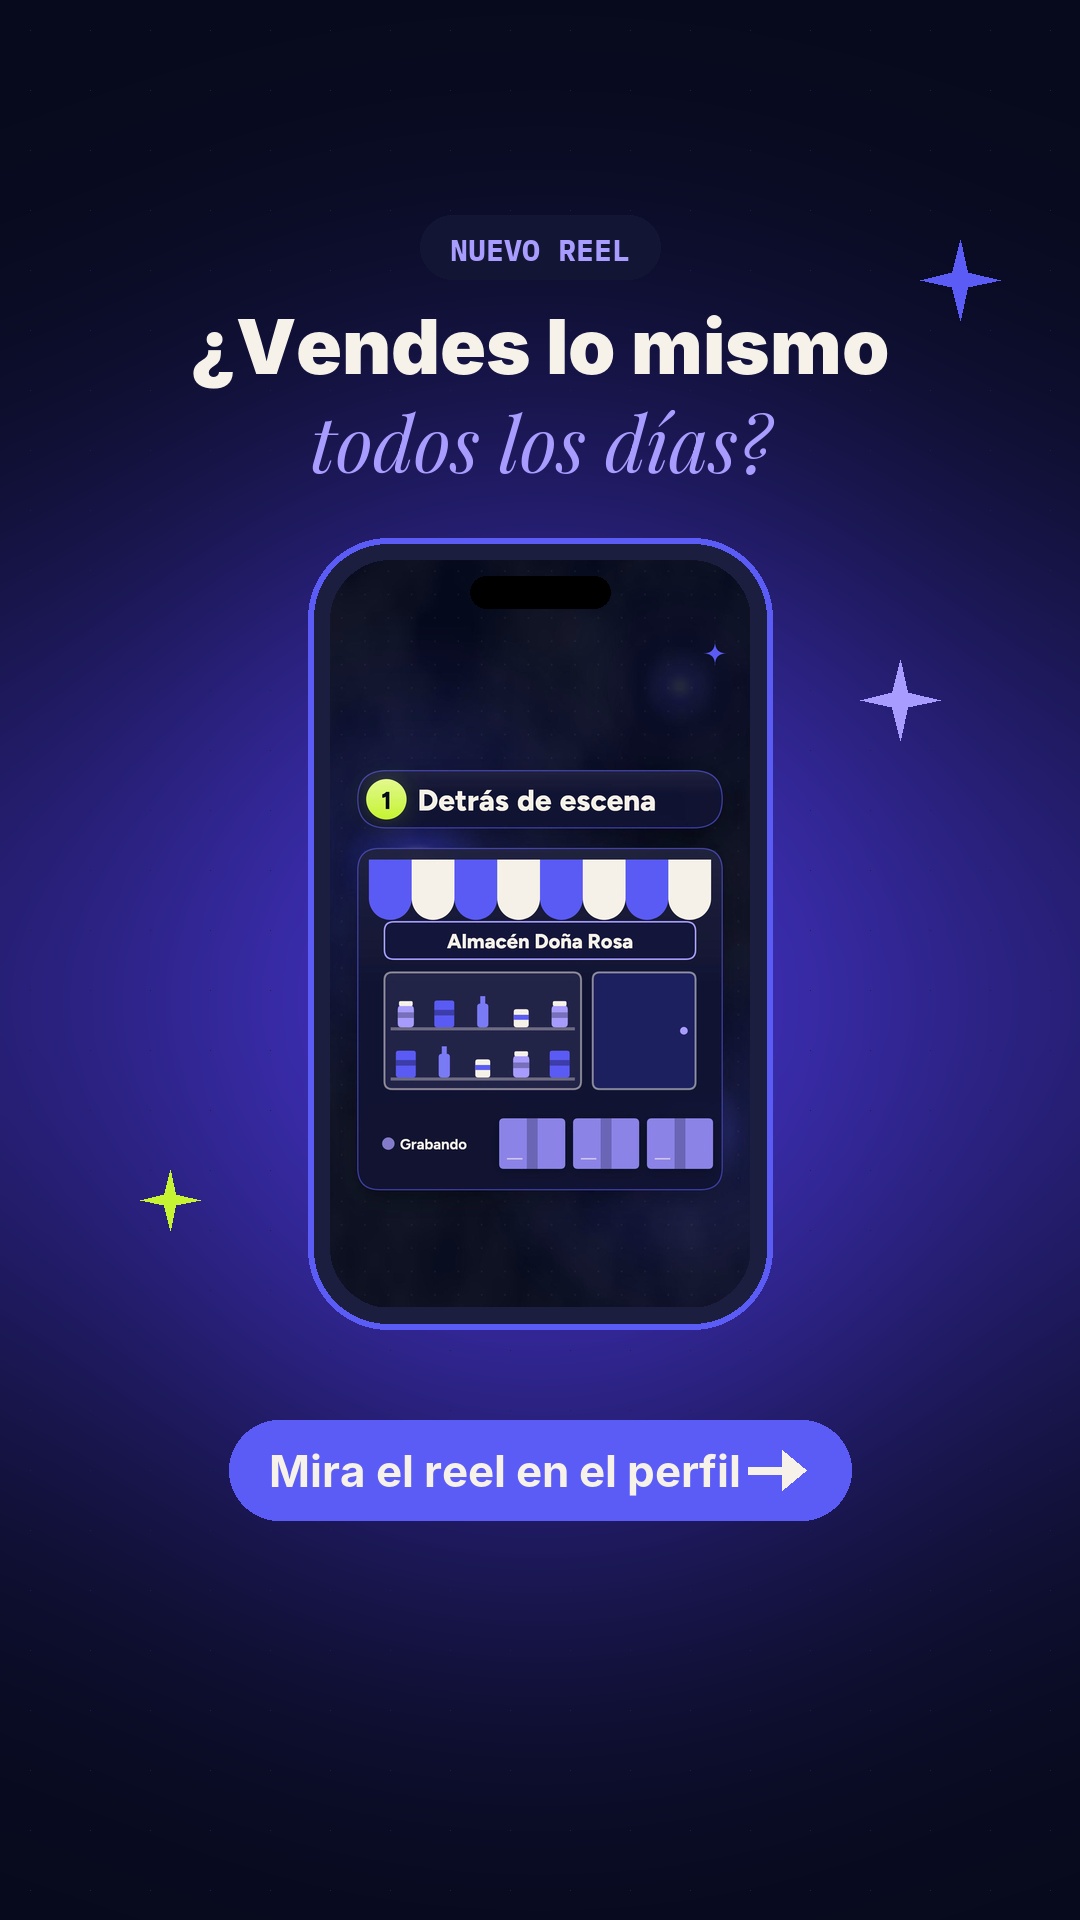 NUEVO REEL
¿Vendes lo mismo
todos los días?
1 Detrás de escena
Almacén Doña Rosa
Grabando
Mira el reel en el perfil